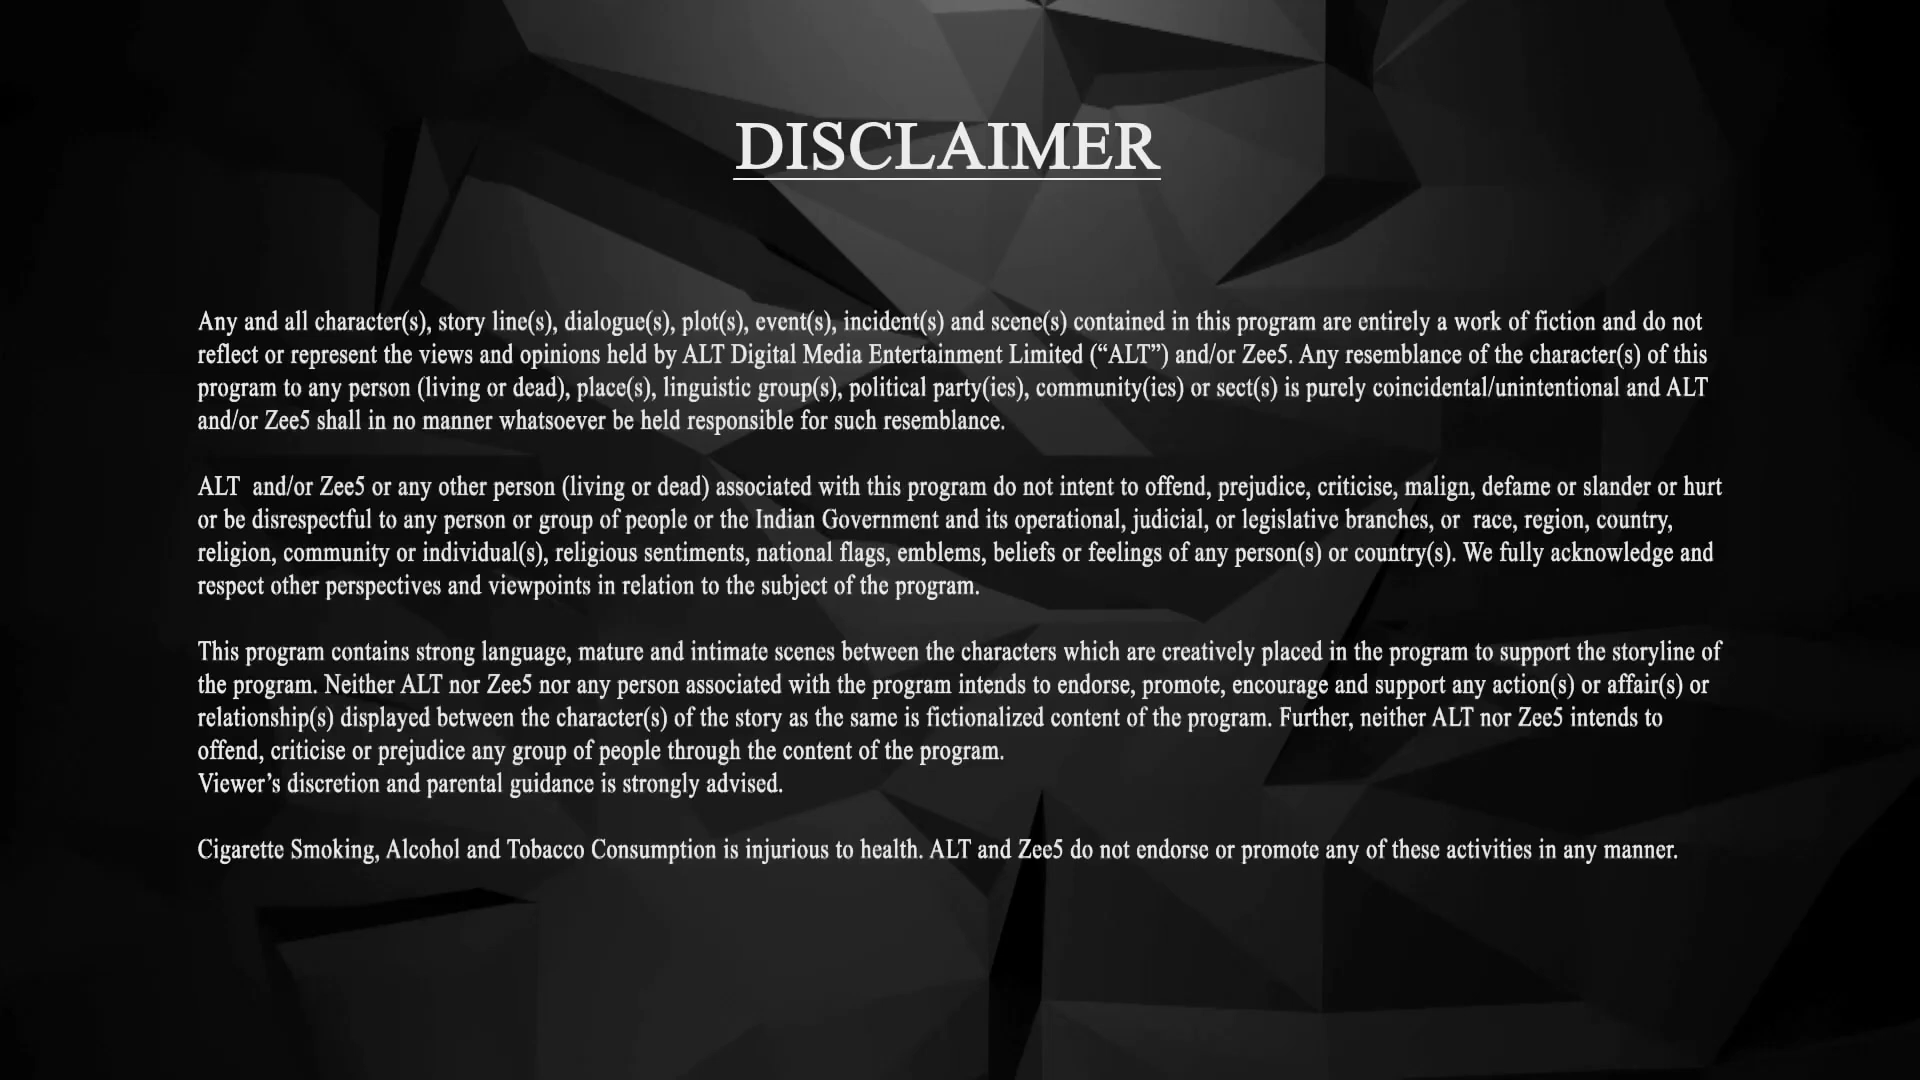 DISCLAIMER
Any and all character(s), story line(s), dialogue(s), plot(s), event(s), incident(s) and scene(s) contained in this program are entirely a work of fiction and do not
reflect or represent the views and opinions held by ALT Digital Media Entertainment Limited (“ALT”) and/or Zee5. Any resemblance of the character(s) of this
program to any person (living or dead), place(s), linguistic group(s), political party(ies), community(ies) or sect(s) is purely coincidental/unintentional and ALT
and/or Zee5 shall in no manner whatsoever be held responsible for such resemblance.
ALT  and/or Zee5 or any other person (living or dead) associated with this program do not intent to offend, prejudice, criticise, malign, defame or slander or hurt
or be disrespectful to any person or group of people or the Indian Government and its operational, judicial, or legislative branches, or  race, region, country,
religion, community or individual(s), religious sentiments, national flags, emblems, beliefs or feelings of any person(s) or country(s). We fully acknowledge and
respect other perspectives and viewpoints in relation to the subject of the program.
This program contains strong language, mature and intimate scenes between the characters which are creatively placed in the program to support the storyline of
the program. Neither ALT nor Zee5 nor any person associated with the program intends to endorse, promote, encourage and support any action(s) or affair(s) or
relationship(s) displayed between the character(s) of the story as the same is fictionalized content of the program. Further, neither ALT nor Zee5 intends to
offend, criticise or prejudice any group of people through the content of the program.
Viewer’s discretion and parental guidance is strongly advised.
Cigarette Smoking, Alcohol and Tobacco Consumption is injurious to health. ALT and Zee5 do not endorse or promote any of these activities in any manner.